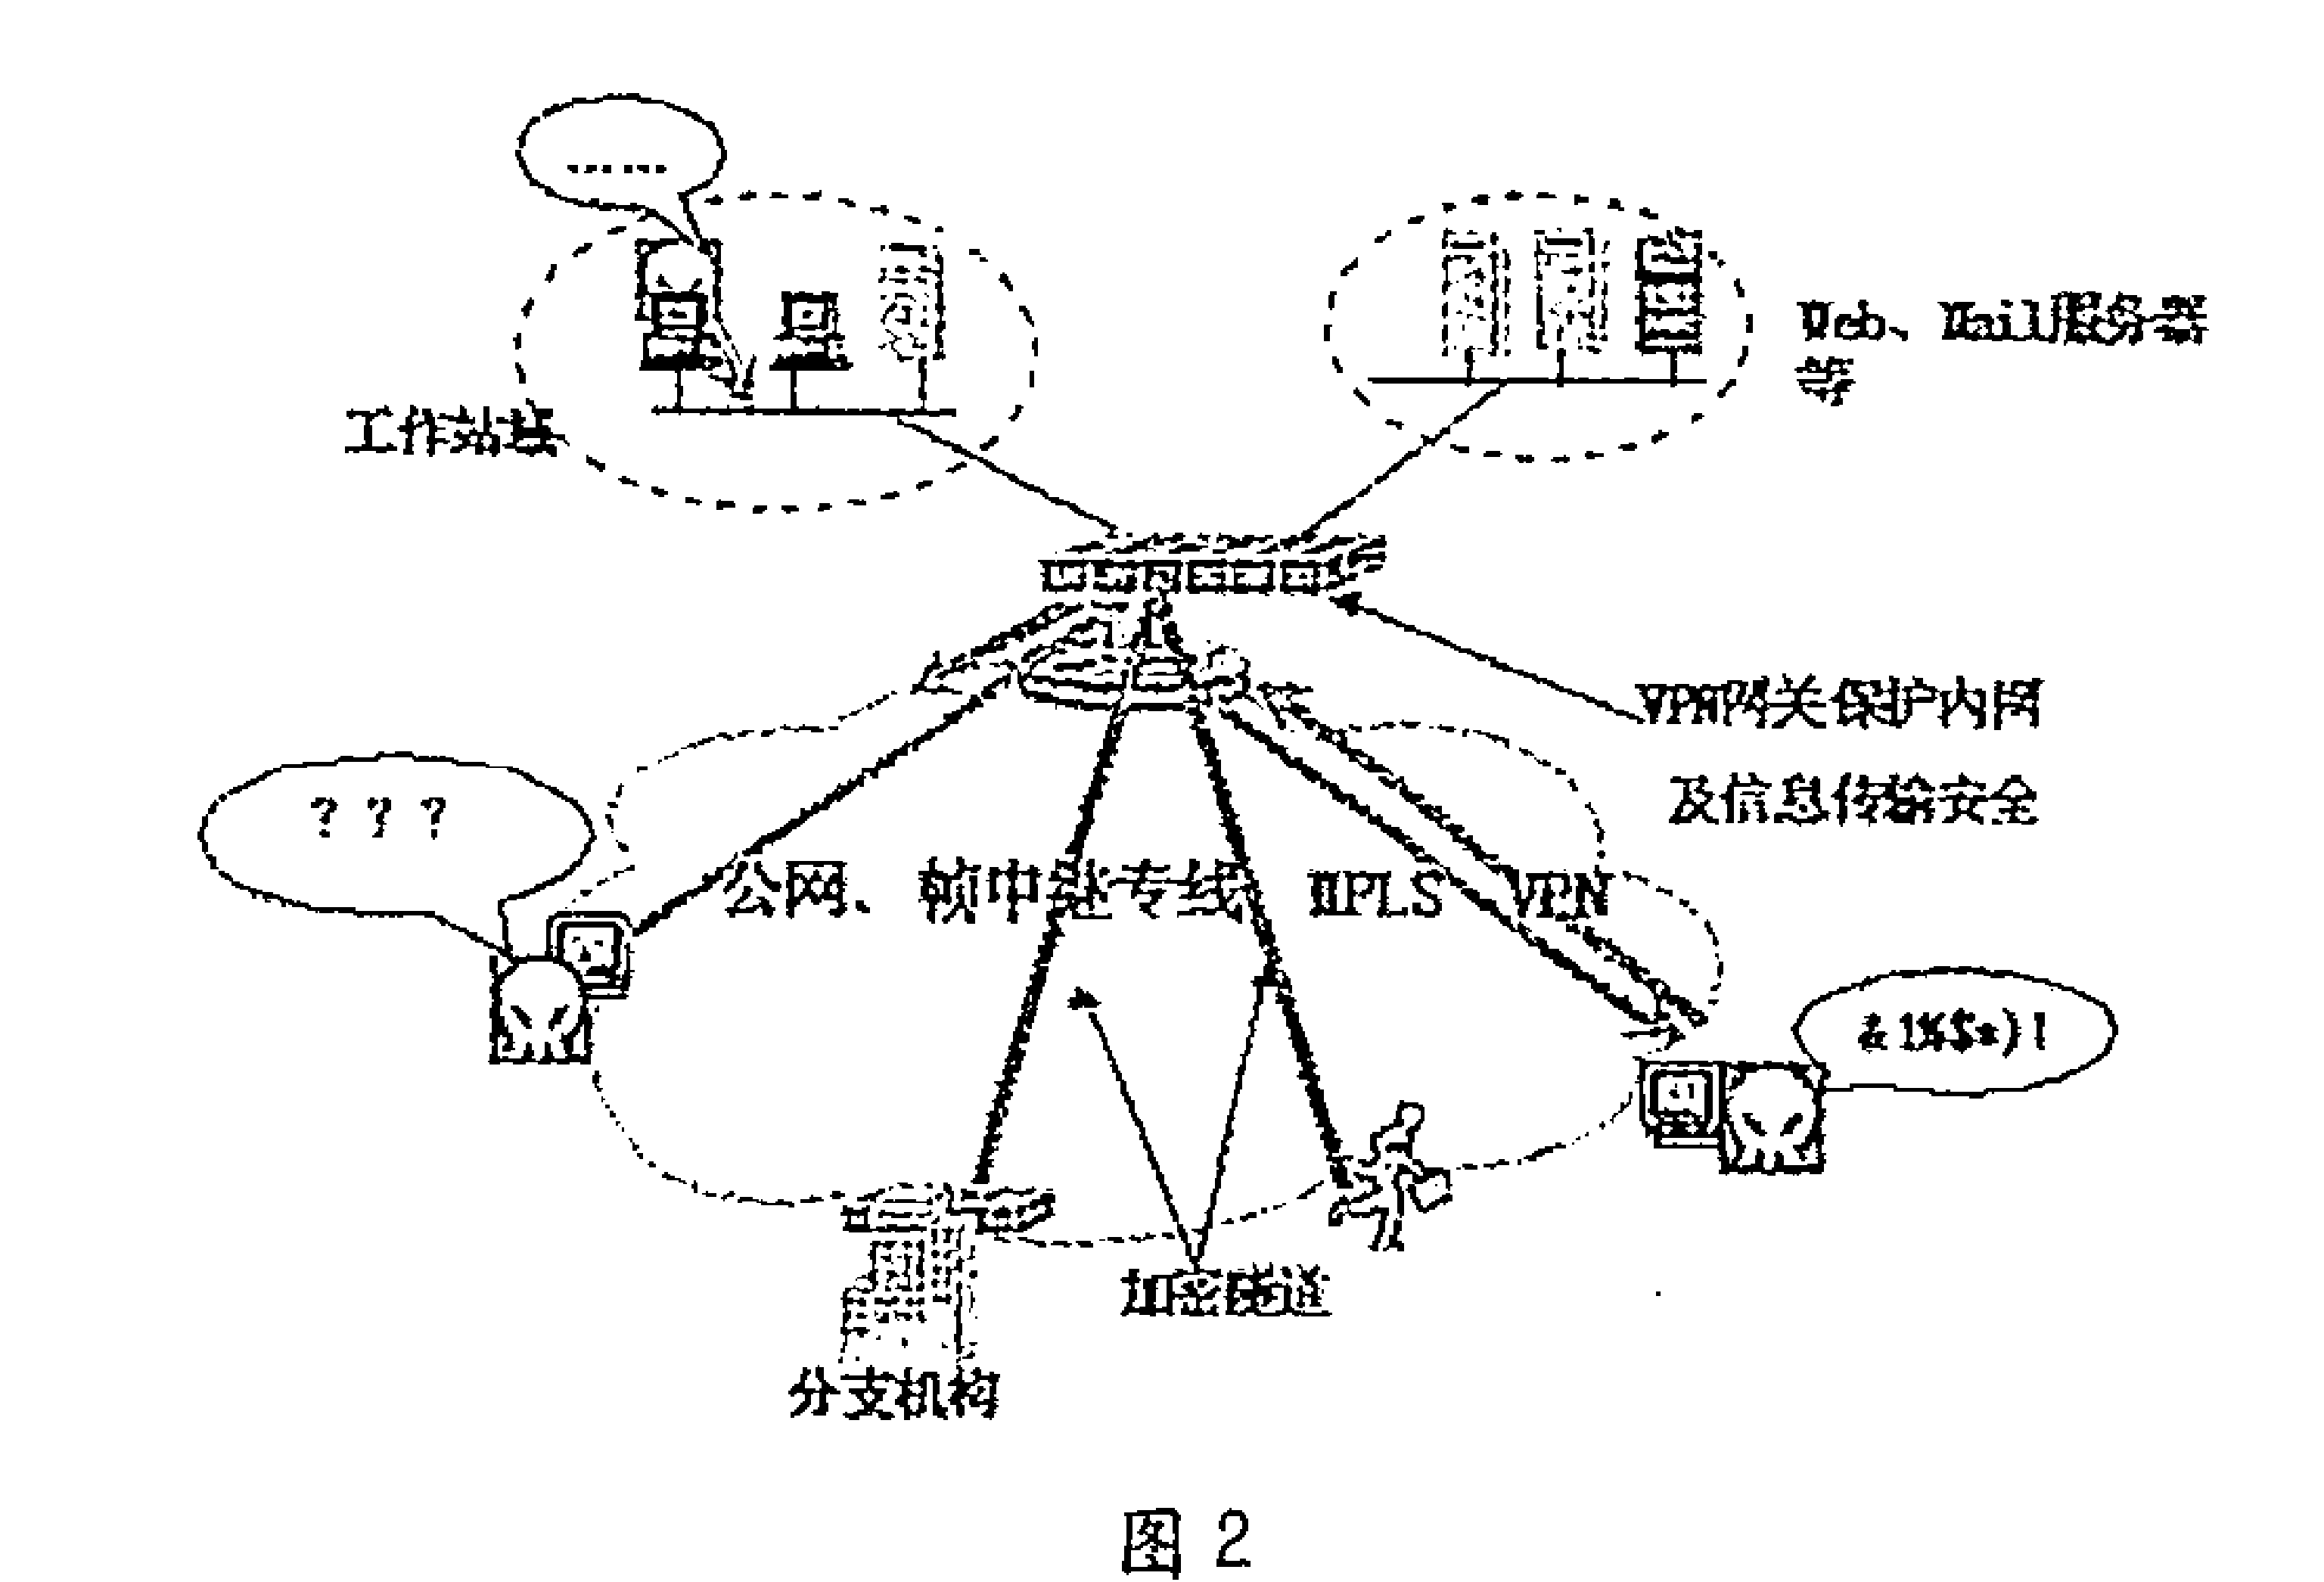 ……
Web、Mail服务器
等
工作站等
VPN网关保护内网
及信息传输安全
? ? ?
公网、帧中继专线 MPLS VPN
&!%$*)!
加密隧道
分支机构
图 2